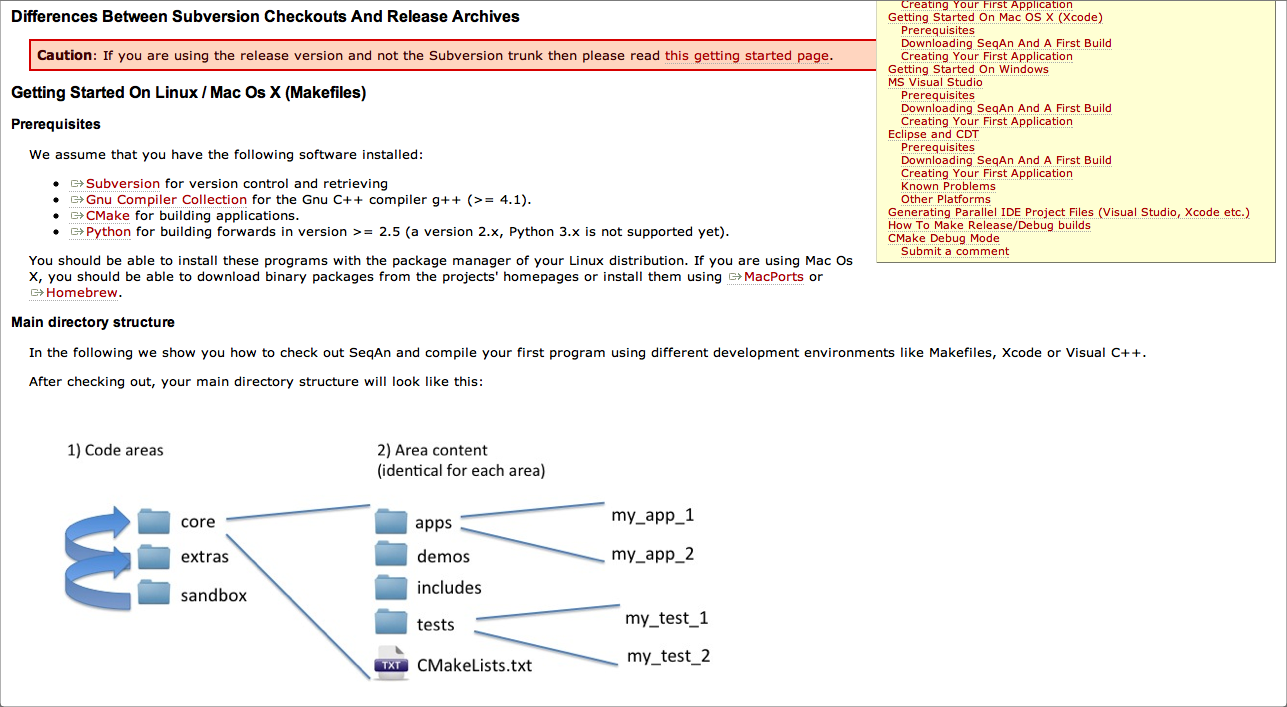 Differences Between Subversion Checkouts And Release Archives
Caution: If you are using the release version and not the Subversion trunk then please read this getting started page.
Getting Started On Linux / Mac Os X (Makefiles)
Prerequisites
We assume that you have the following software installed:
Subversion for version control and retrieving
Gnu Compiler Collection for the Gnu C++ compiler g++ (>= 4.1).
CMake for building applications.
Python for building forwards in version >= 2.5 (a version 2.x, Python 3.x is not supported yet).
You should be able to install these programs with the package manager of your Linux distribution. If you are using Mac Os
X, you should be able to download binary packages from the projects' homepages or install them using MacPorts or
Homebrew.
Creating Your First Application
Getting Started On Mac OS X (Xcode)
Prerequisites
Downloading SeqAn And A First Build
Creating Your First Application
Getting Started On Windows
MS Visual Studio
Prerequisites
Downloading SeqAn And A First Build
Creating Your First Application
Eclipse and CDT
Prerequisites
Downloading SeqAn And A First Build
Creating Your First Application
Known Problems
Other Platforms
Generating Parallel IDE Project Files (Visual Studio, Xcode etc.)
How To Make Release/Debug builds
CMake Debug Mode
Submit a comment
Main directory structure
In the following we show you how to check out SeqAn and compile your first program using different development environments like Makefiles, Xcode or Visual C++.
After checking out, your main directory structure will look like this:
1) Code areas
core
extras
sandbox
2) Area content
(identical for each area)
apps
demos
includes
tests
TXT CMakeLists.txt
my_app_1
my_app_2
my_test_1
my_test_2